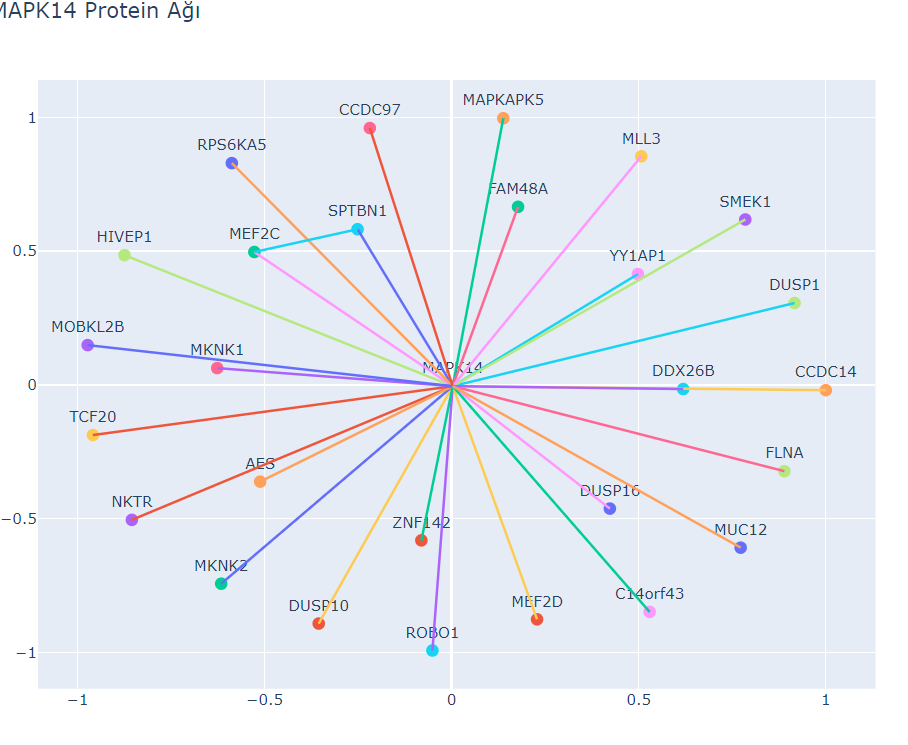 MAPK14 Protein Ağı
CCDC97
MAPKAPK5
1
RPS6KA5
MLL3
FAM48A
SPTBN1
SMEK1
MEF2C
HIVEP1
0.5
YY1AP1
DUSP1
MOBKL2B
MKNK1
MAPK14
DDX26B
CCDC14
0
TCF20
AES
FLNA
NKTR
DUSP16
−0.5
ZNF142
MUC12
MKNK2
DUSP10
MEF2D
C14orf43
ROBO1
−1
−1
−0.5
0
0.5
1